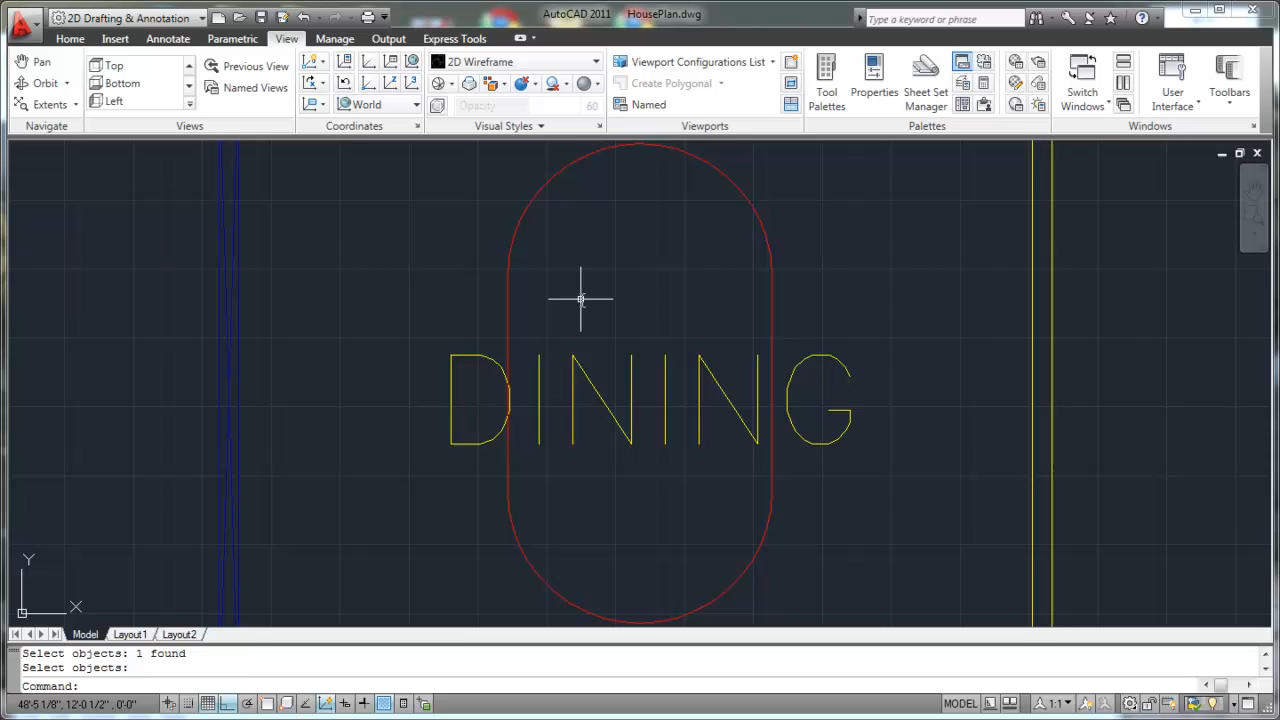 2D Drafting & Annotation
AutoCAD 2011 HousePlan.dwg
Type a keyword or phrase
Home Insert Annotate Parametric View Manage Output Express Tools
Pan
Orbit
Extents
Navigate
Top
Bottom
Left
Previous View
Named Views
Views
World
Coordinates
2D Wireframe
Opacity 60
Visual Styles
Viewport Configurations List
Create Polygonal
Named
Viewports
Tool Palettes
Properties
Sheet Set Manager
Palettes
Switch Windows
User Interface
Toolbars
Windows
DINING
Y
X
Model Layout1 Layout2
Select objects: 1 found
Select objects:
Command:
48'-5 1/8", 12'-0 1/2" , 0'-0"
MODEL
1:1